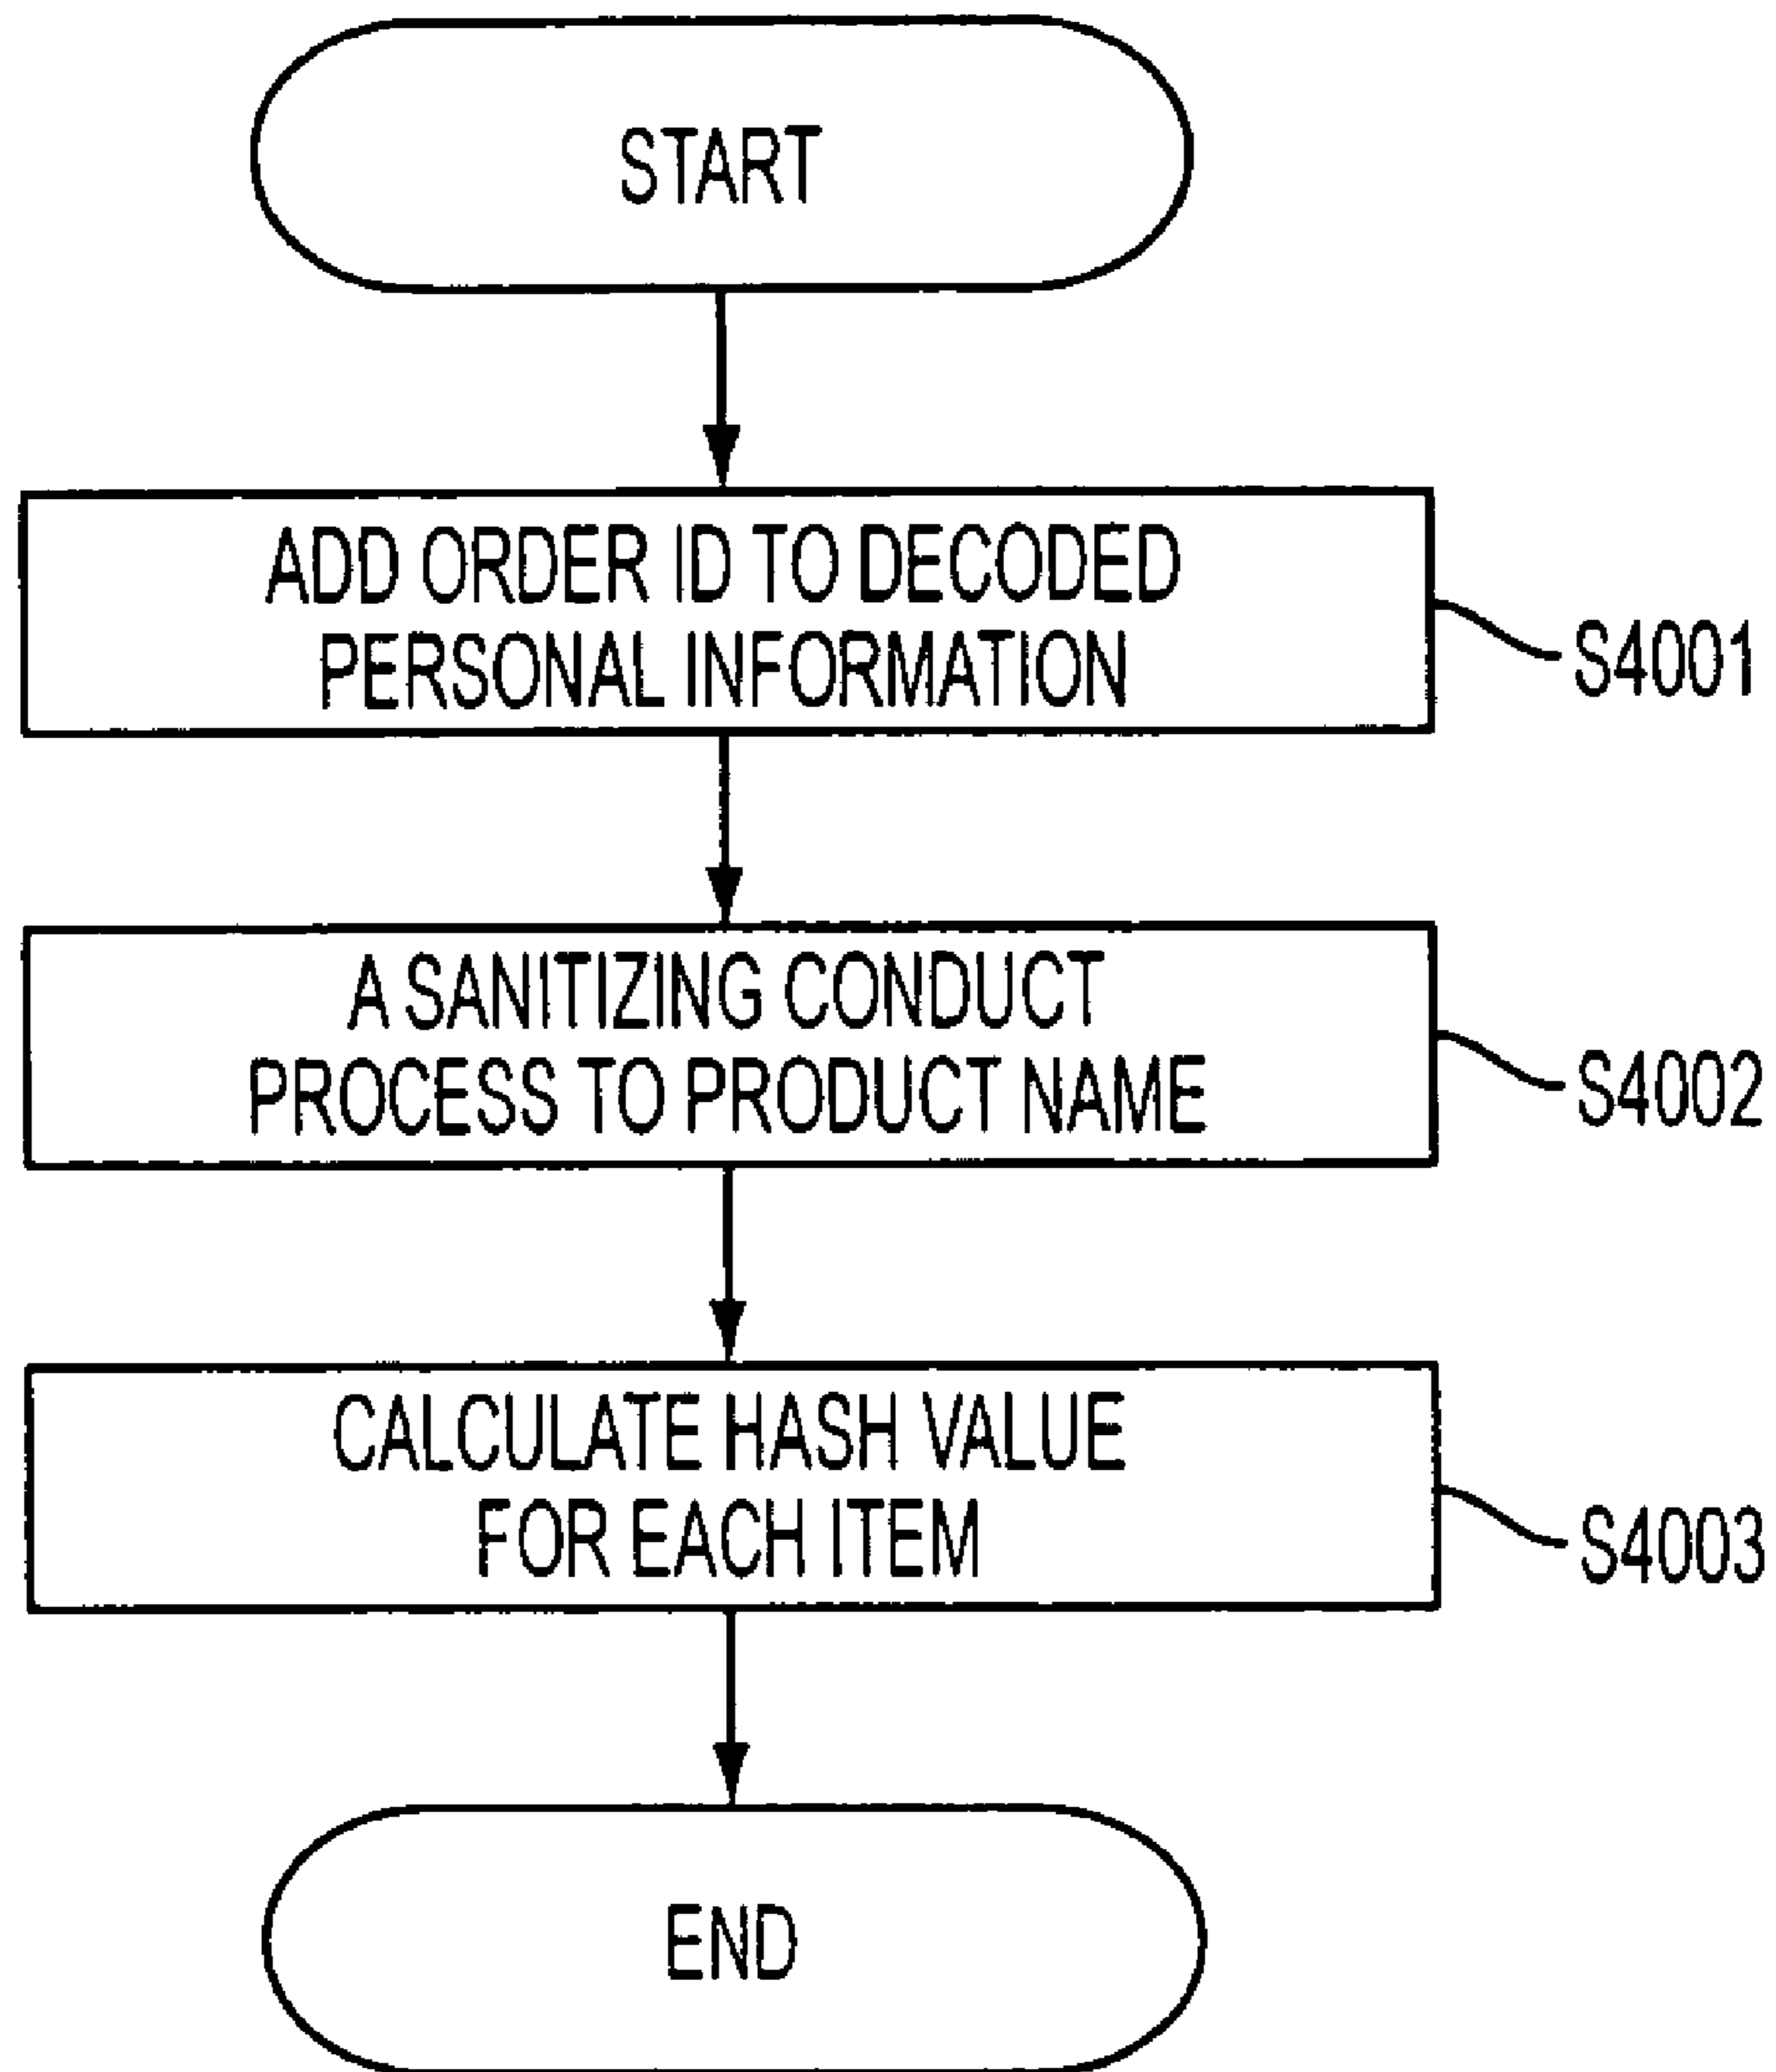 START
ADD ORDER ID TO DECODED
PERSONAL INFORMATION
S4001
A SANITIZING CONDUCT
PROCESS TO PRODUCT NAME
S4002
CALCULATE HASH VALUE
FOR EACH ITEM
S4003
END